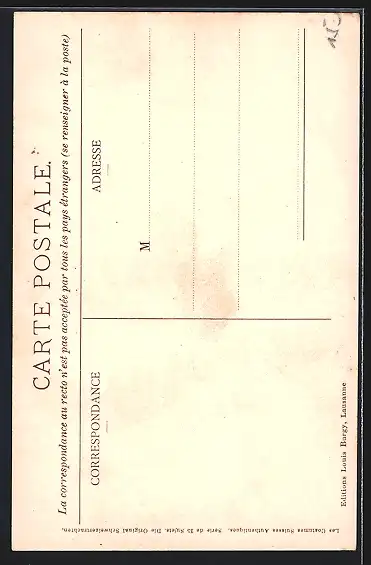 CARTE POSTALE.
La correspondance au recto n'est pas acceptée par tous les pays étrangers (se renseigner à la poste)
CORRESPONDANCE
ADRESSE
M
Editions Louis Burgy, Lausanne
Les Costumes Suisses Authentiques. Serie de 25 Sujets. Die Original Schweizertrachten.